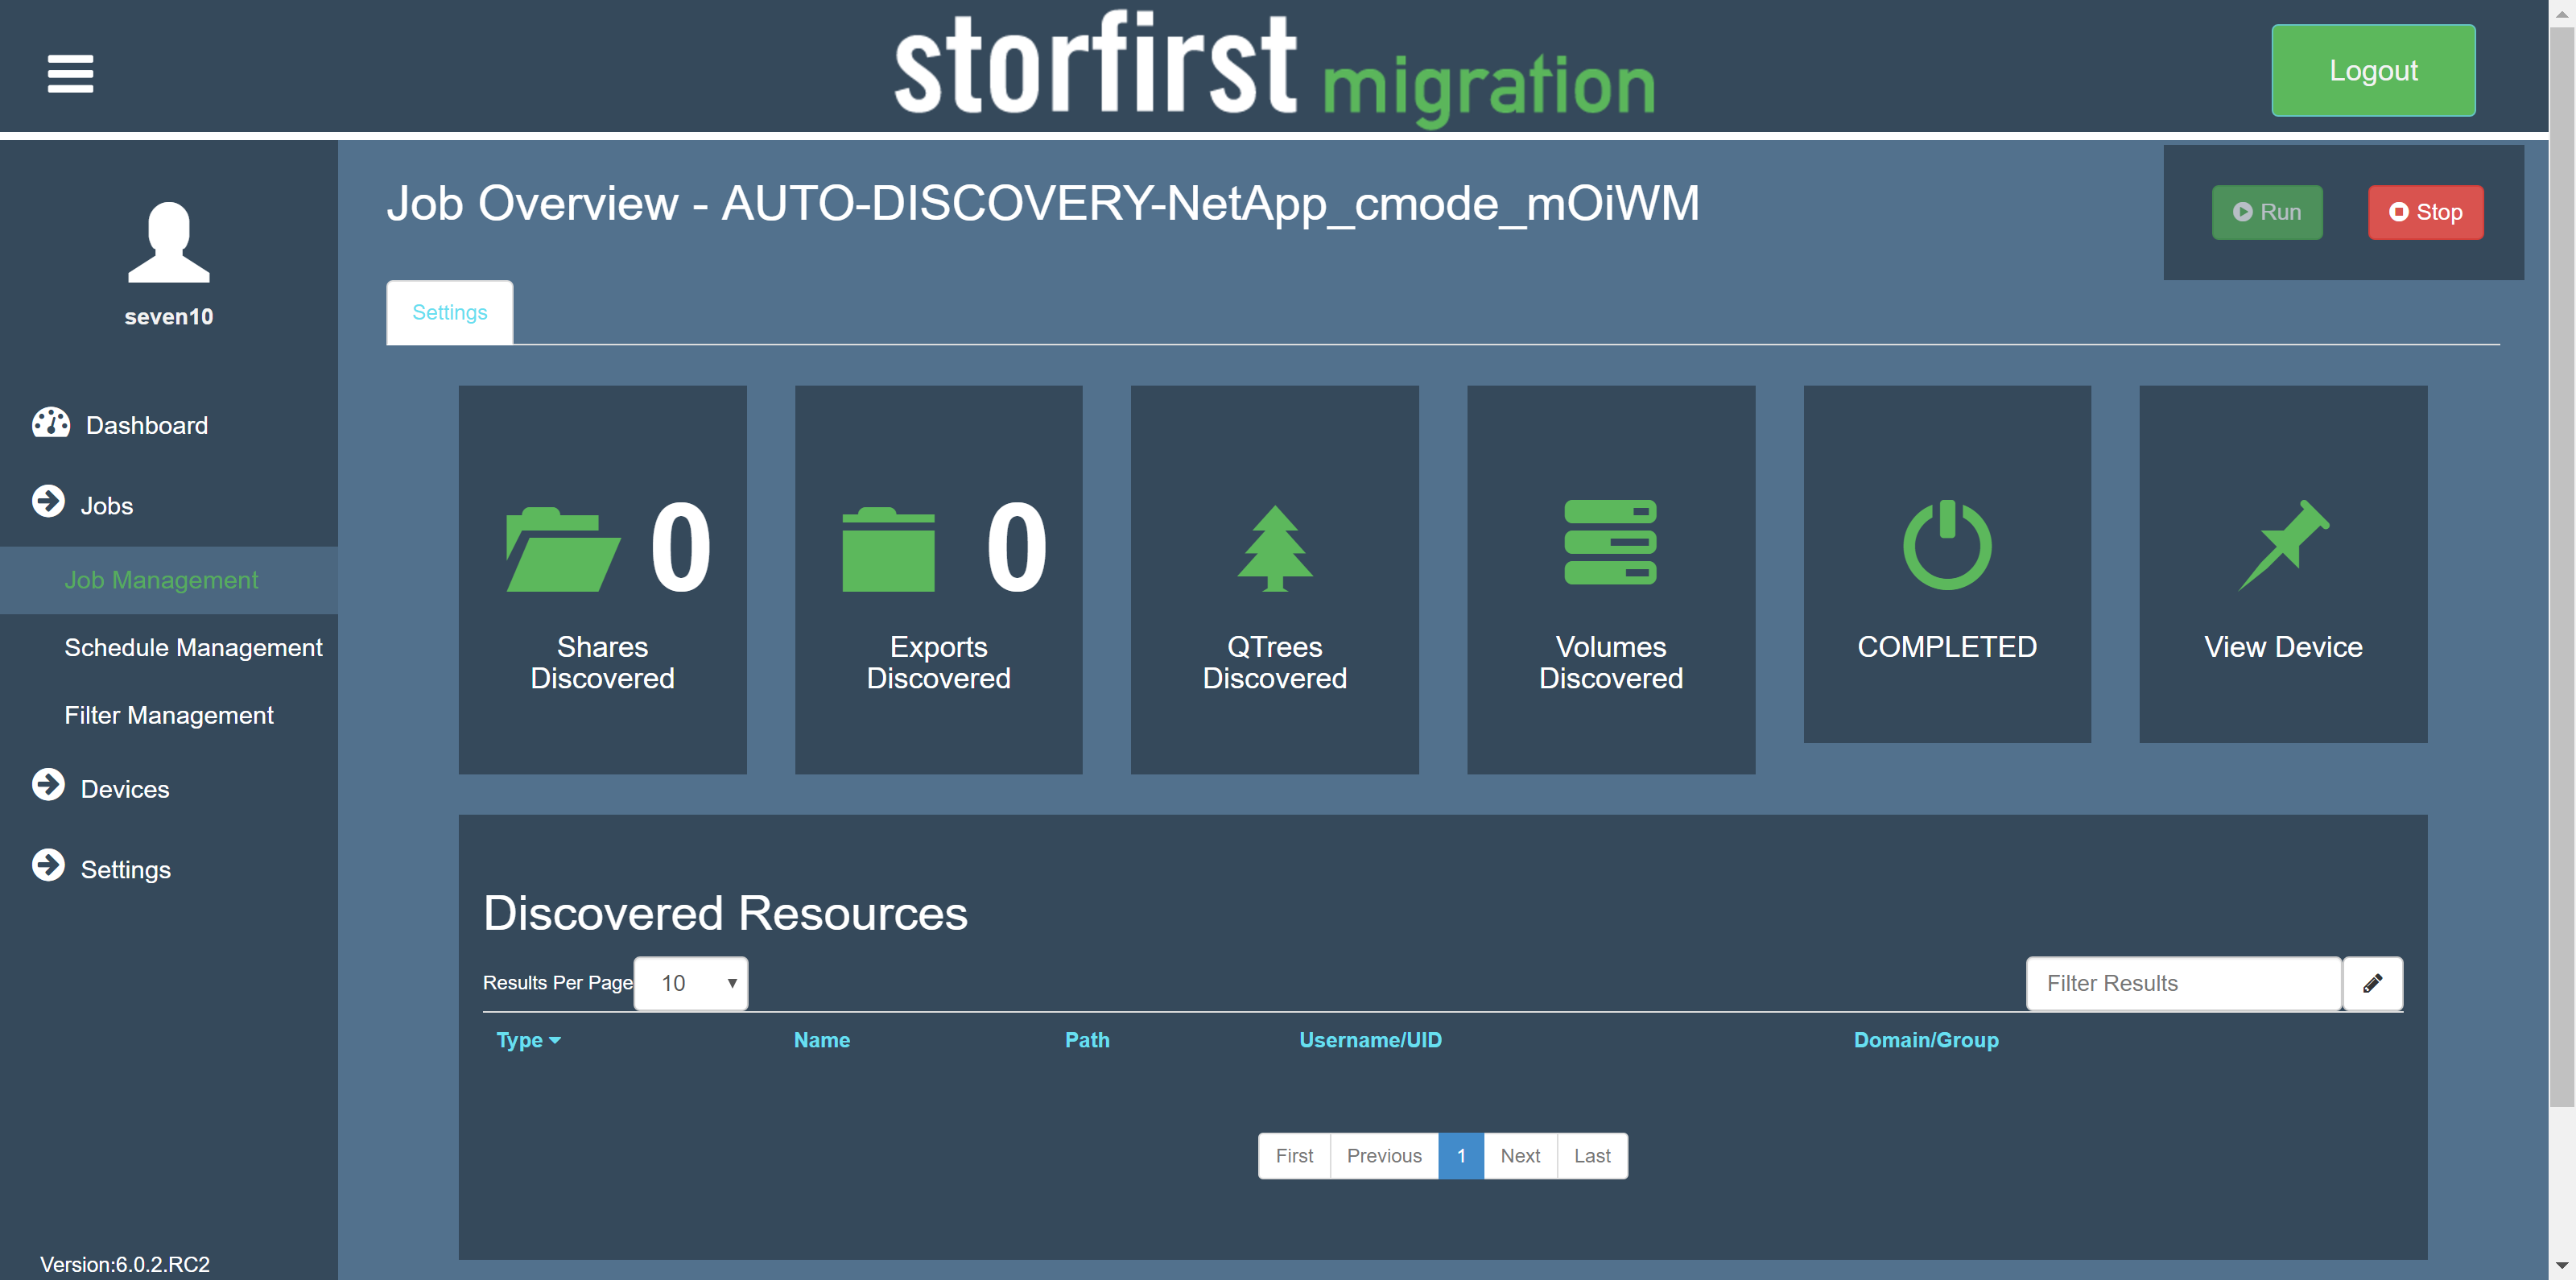 storfirst migration
Logout
seven10
Dashboard
Jobs
Job Management
Schedule Management
Filter Management
Devices
Settings
Version:6.0.2.RC2
Job Overview - AUTO-DISCOVERY-NetApp_cmode_mOiWM
Run
Stop
Settings
0
Shares
Discovered
0
Exports
Discovered
QTrees
Discovered
Volumes
Discovered
COMPLETED
View Device
Discovered Resources
Results Per Page 10
Filter Results
Type Name Path Username/UID Domain/Group
First Previous 1 Next Last